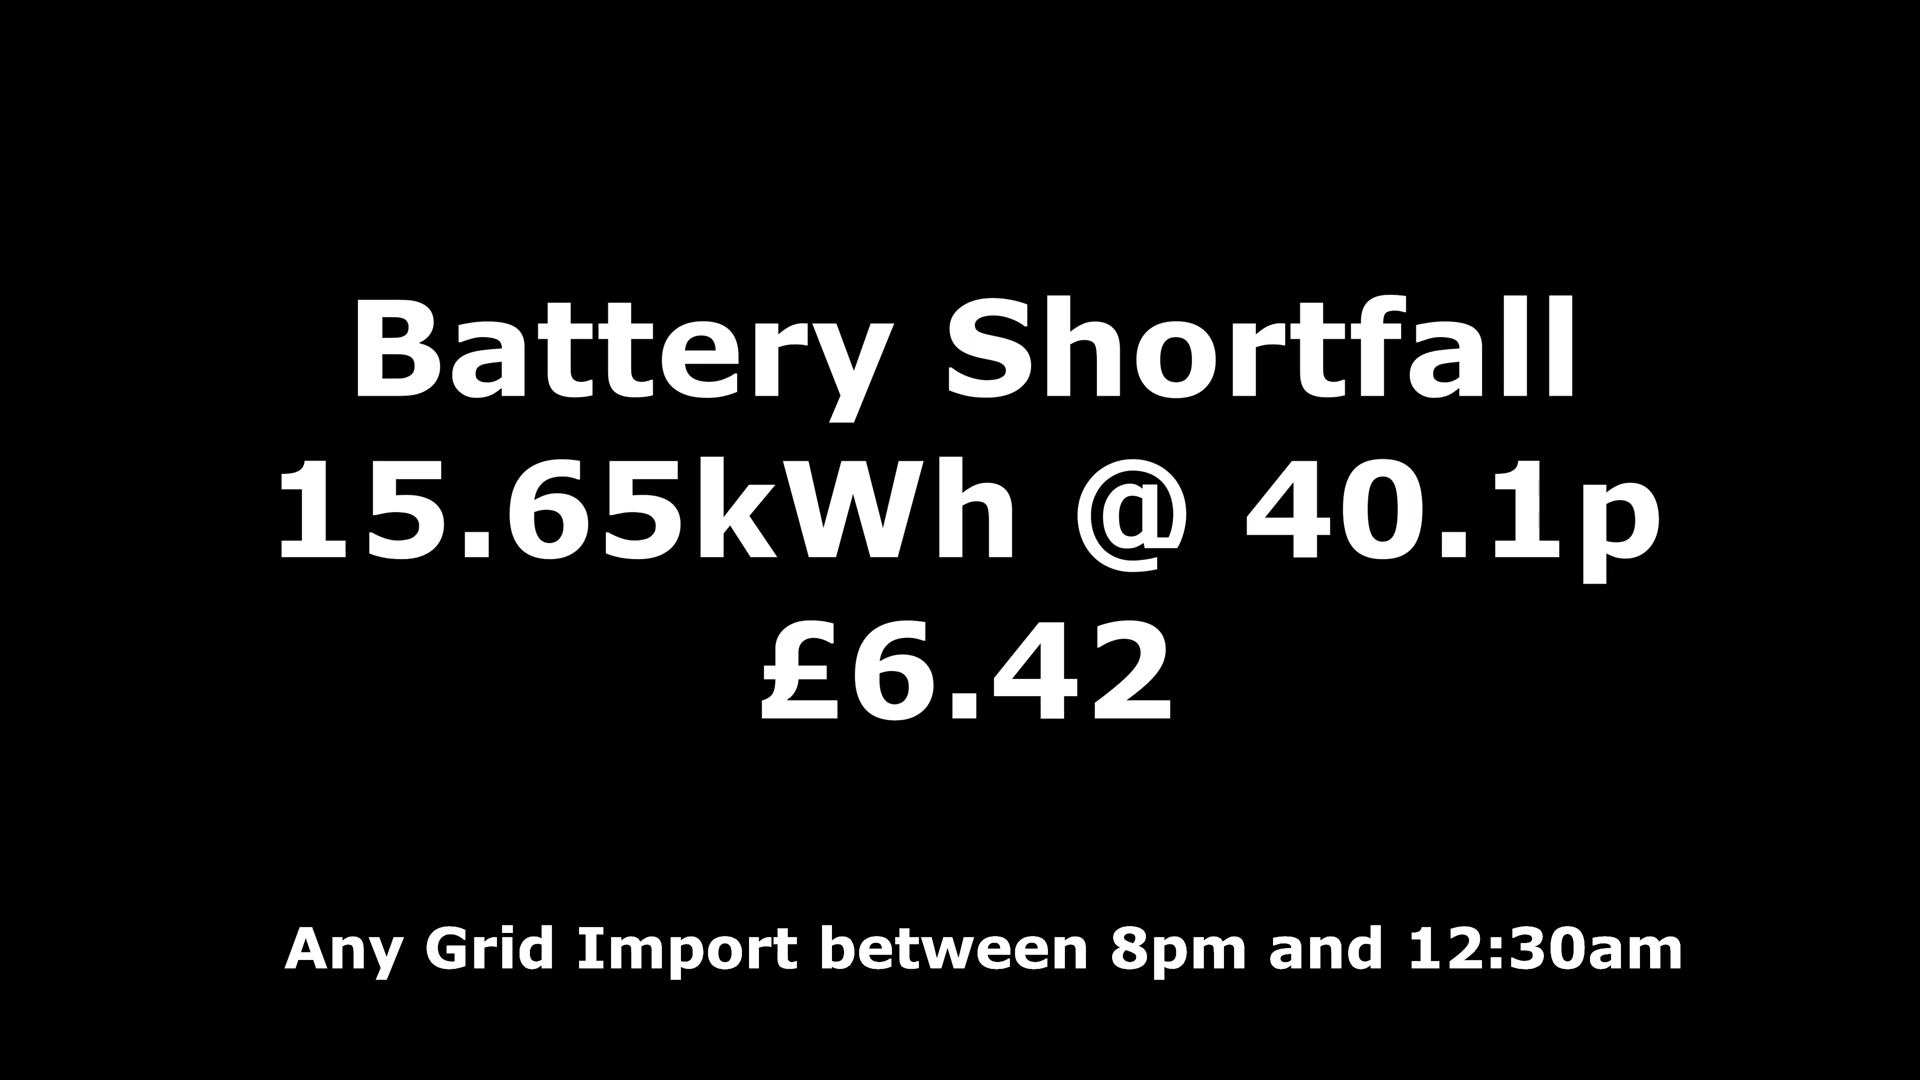 Battery Shortfall
15.65kWh @ 40.1p
£6.42
Any Grid Import between 8pm and 12:30am